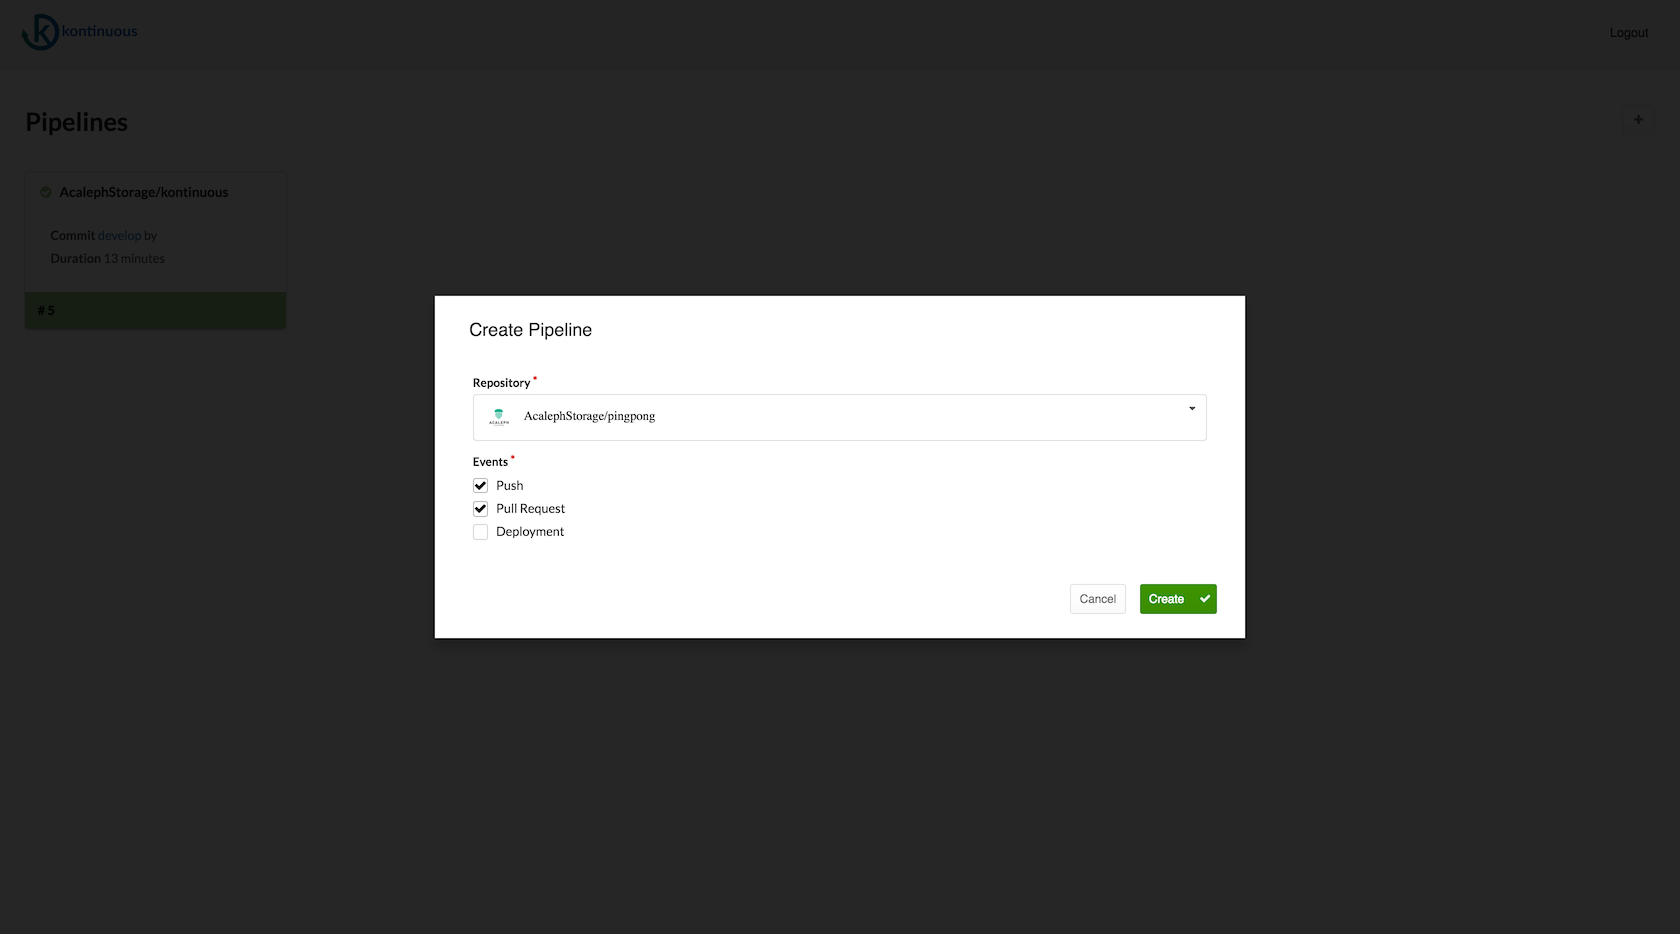 kontinuous
Logout
Pipelines
+
AcalephStorage/kontinuous
Commit develop by
Duration 13 minutes
# 5
Create Pipeline
Repository *
ACALEPH
AcalephStorage/pingpong
Events *
Push
Pull Request
Deployment
Cancel
Create